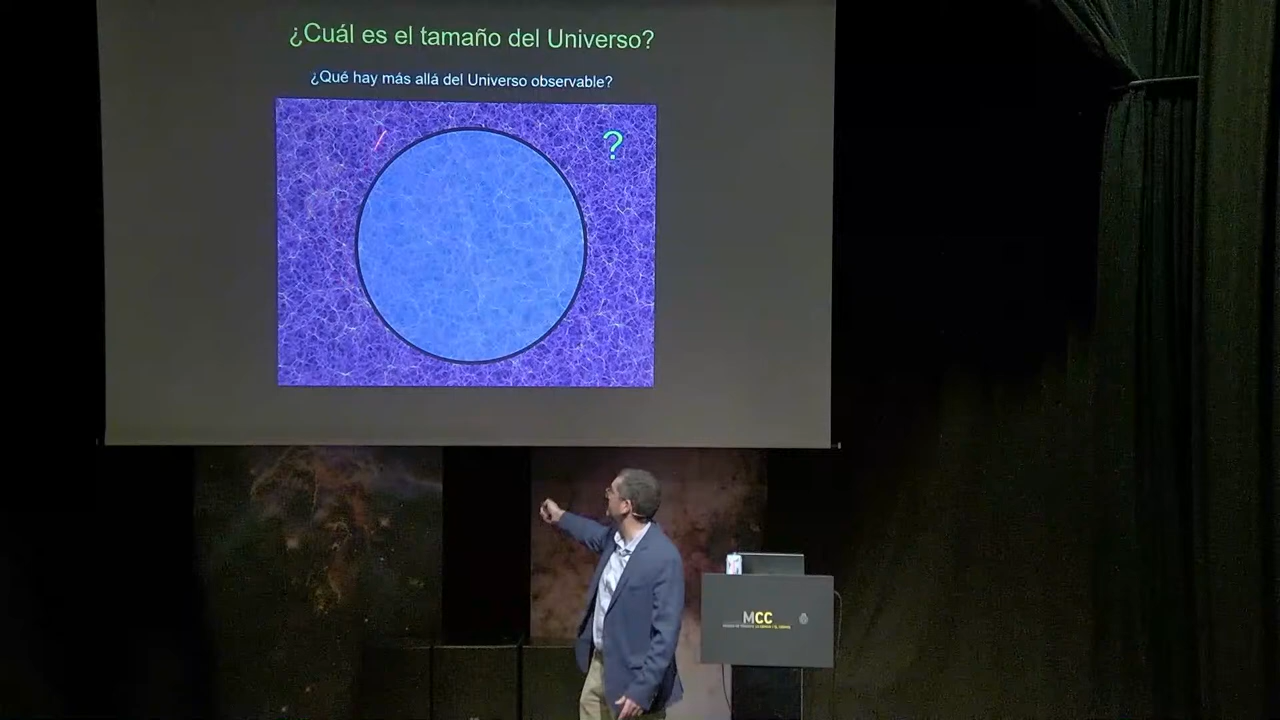 ¿Cuál es el tamaño del Universo?
¿Qué hay más allá del Universo observable?
?
MCC